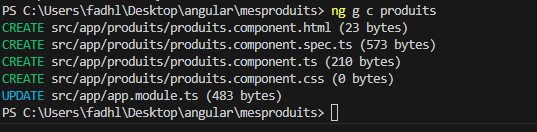 PS C:\Users\fadhl\Desktop\angular\mesproduits> ng g c produits
CREATE src/app/produits/produits.component.html (23 bytes)
CREATE src/app/produits/produits.component.spec.ts (573 bytes)
CREATE src/app/produits/produits.component.ts (210 bytes)
CREATE src/app/produits/produits.component.css (0 bytes)
UPDATE src/app/app.module.ts (483 bytes)
PS C:\Users\fadhl\Desktop\angular\mesproduits>